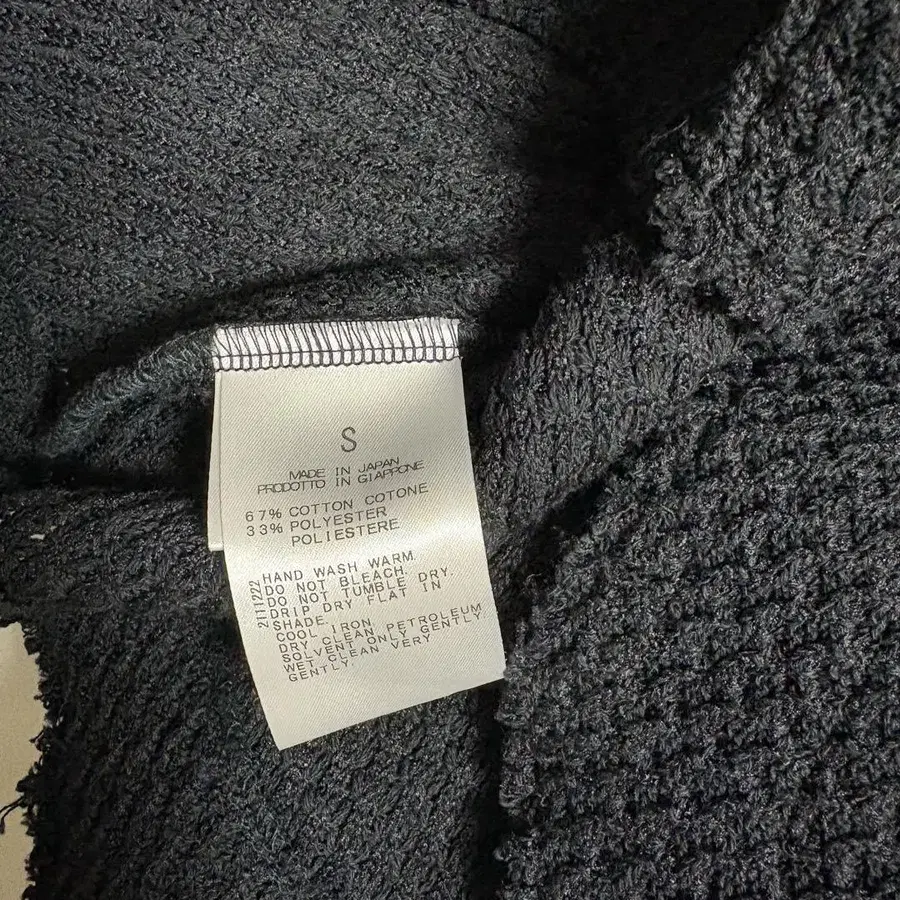 S
MADE IN JAPAN
PRODOTTO IN GIAPPONE
67% COTTON COTONE
33% POLYESTER
POLIESTERE
HAND WASH WARM.
DO NOT BLEACH.
DO NOT TUMBLE DRY.
DRIP DRY FLAT IN
SHADE.
COOL IRON.
DRY CLEAN PETROLEUM
SOLVENT ONLY GENTLY.
WET CLEAN VERY
GENTLY.
2111222